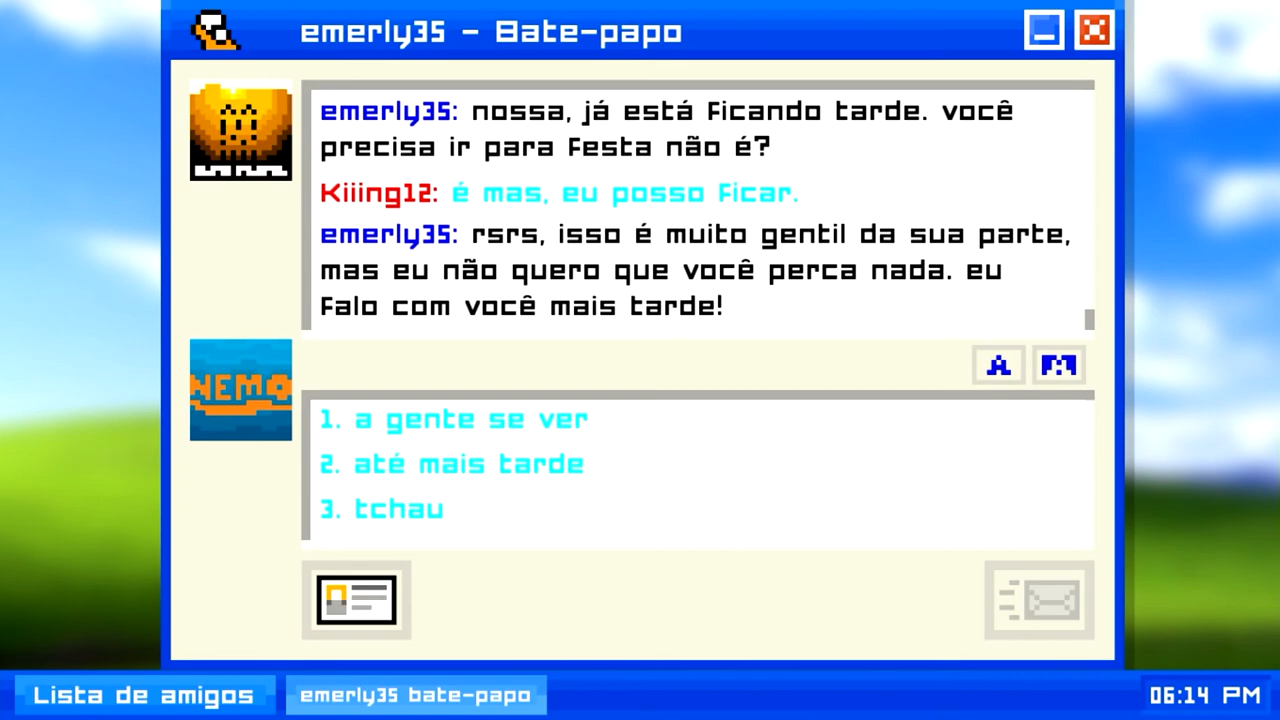 emerly35 - Bate-papo
emerly35: nossa, já está ficando tarde. você
precisa ir para festa não é?
Kiiing12: é mas, eu posso ficar.
emerly35: rsrs, isso é muito gentil da sua parte,
mas eu não quero que você perca nada. eu
falo com você mais tarde!
NEMO
A
1. a gente se ver
2. até mais tarde
3. tchau
Lista de amigos
emerly35 bate-papo
06:14 PM